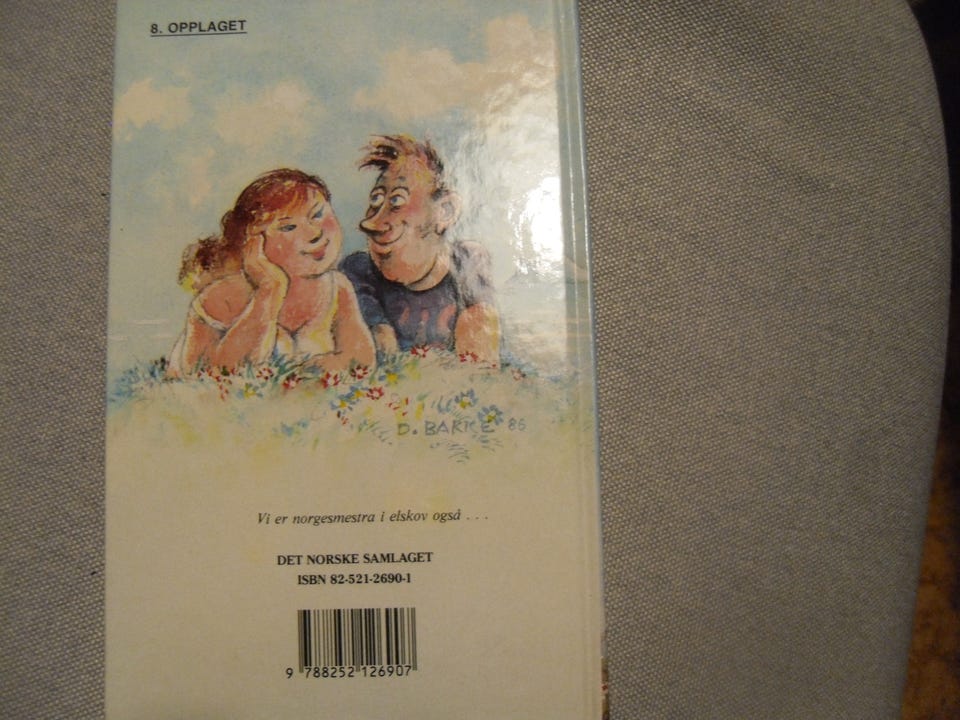 8. OPPLAGET
D. BAKKE 86
Vi er norgesmestra i elskov også . . .
DET NORSKE SAMLAGET
ISBN 82-521-2690-1
9 788252 126907